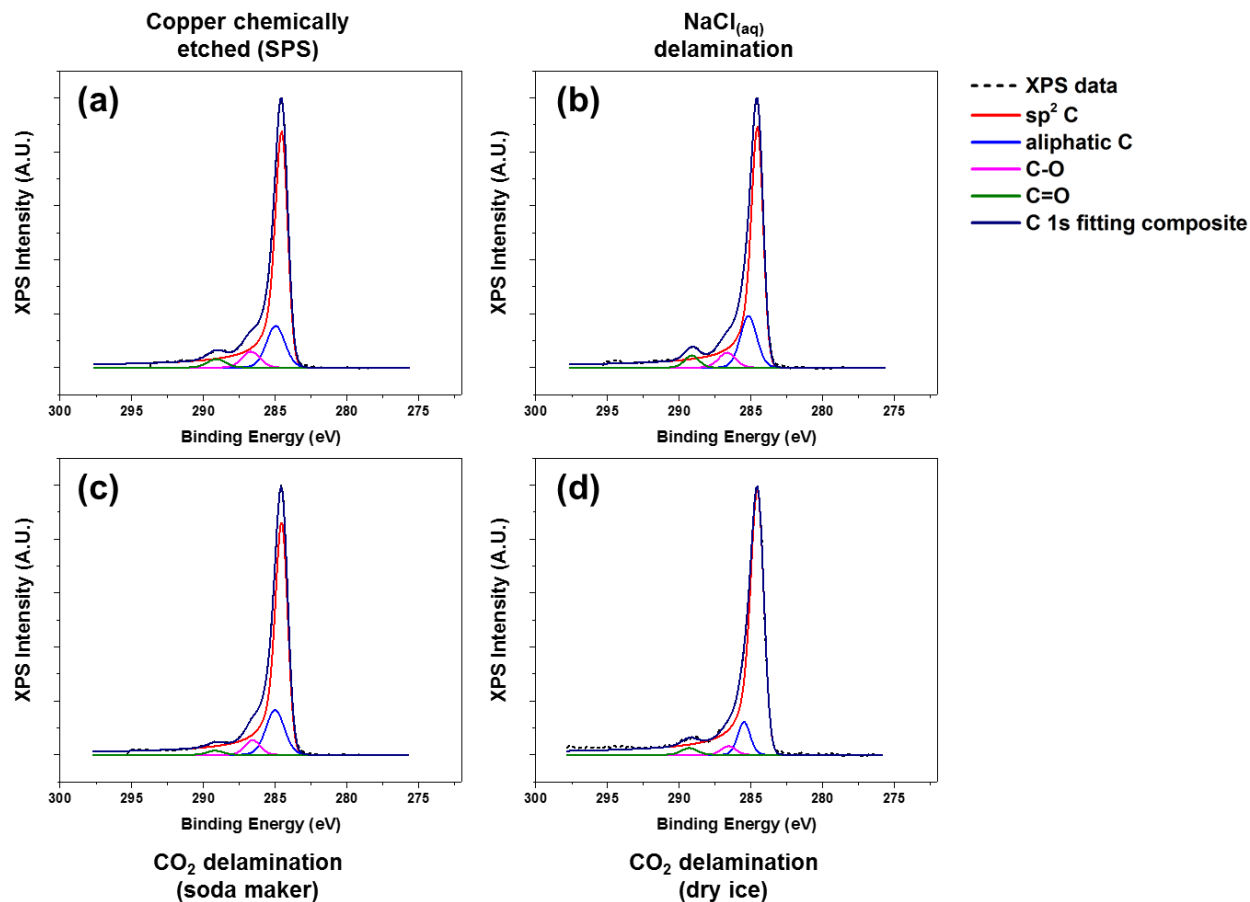 Copper chemically
etched (SPS)
NaCl(aq)
delamination
(a)
XPS Intensity (A.U.)
300 295 290 285 280 275
Binding Energy (eV)
(b)
XPS Intensity (A.U.)
300 295 290 285 280 275
Binding Energy (eV)
XPS data
sp² C
aliphatic C
C-O
C=O
C 1s fitting composite
(c)
XPS Intensity (A.U.)
300 295 290 285 280 275
Binding Energy (eV)
(d)
XPS Intensity (A.U.)
300 295 290 285 280 275
Binding Energy (eV)
CO₂ delamination
(soda maker)
CO₂ delamination
(dry ice)